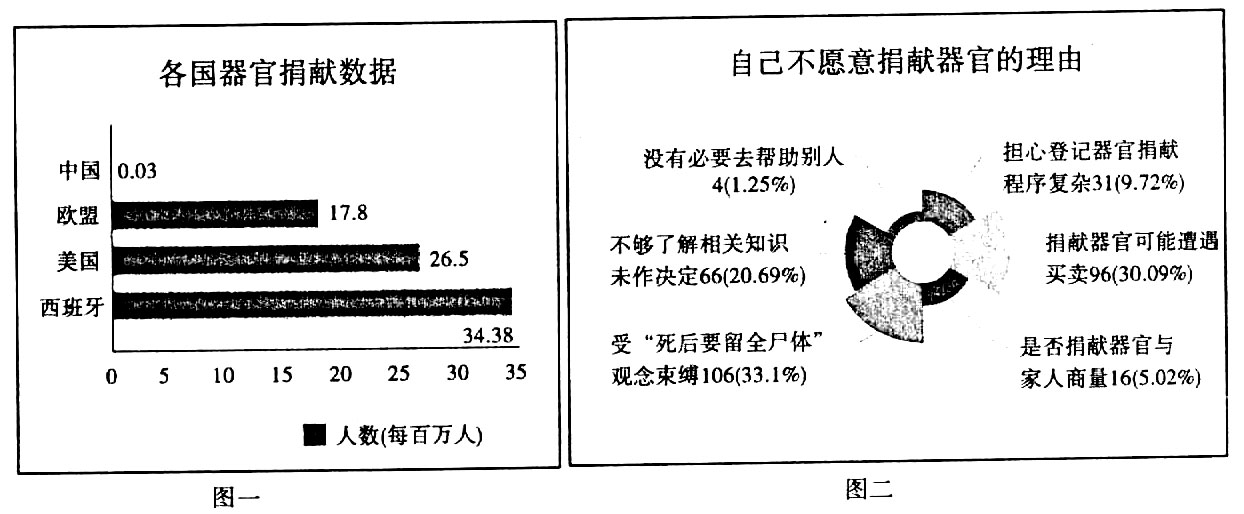 各国器官捐献数据
中国
0.03
欧盟
17.8
美国
26.5
西班牙
34.38
0 5 10 15 20 25 30 35
人数(每百万人)
图一
自己不愿意捐献器官的理由
没有必要去帮助别人
4(1.25%)
担心登记器官捐献
程序复杂31(9.72%)
不够了解相关知识
未作决定66(20.69%)
捐献器官可能遭遇
买卖96(30.09%)
受“死后要留全尸体”
观念束缚106(33.1%)
是否捐献器官与
家人商量16(5.02%)
图二